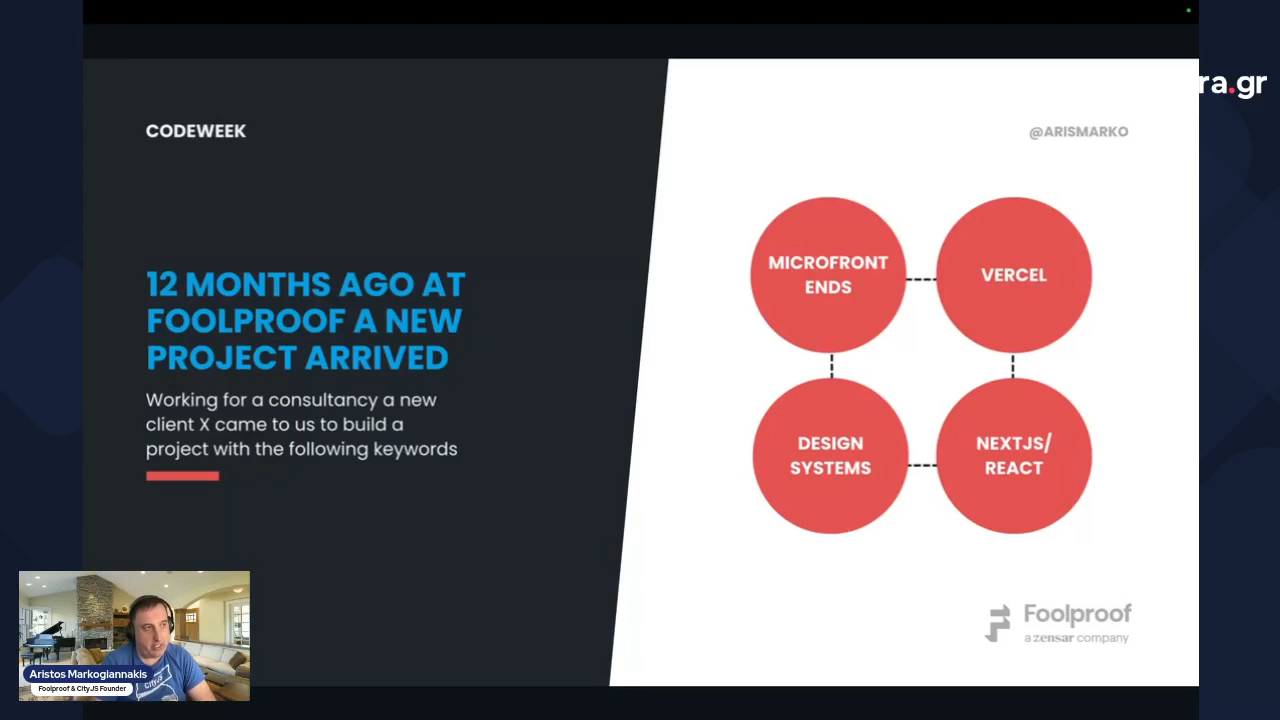 ra.gr
CODEWEEK
@ARISMARKO
12 MONTHS AGO AT
FOOLPROOF A NEW
PROJECT ARRIVED
Working for a consultancy a new
client X came to us to build a
project with the following keywords
MICROFRONT
ENDS
VERCEL
DESIGN
SYSTEMS
NEXTJS/
REACT
Foolproof
a zensar company
CityJS
Aristos Markogiannakis
Foolproof & CityJS Founder